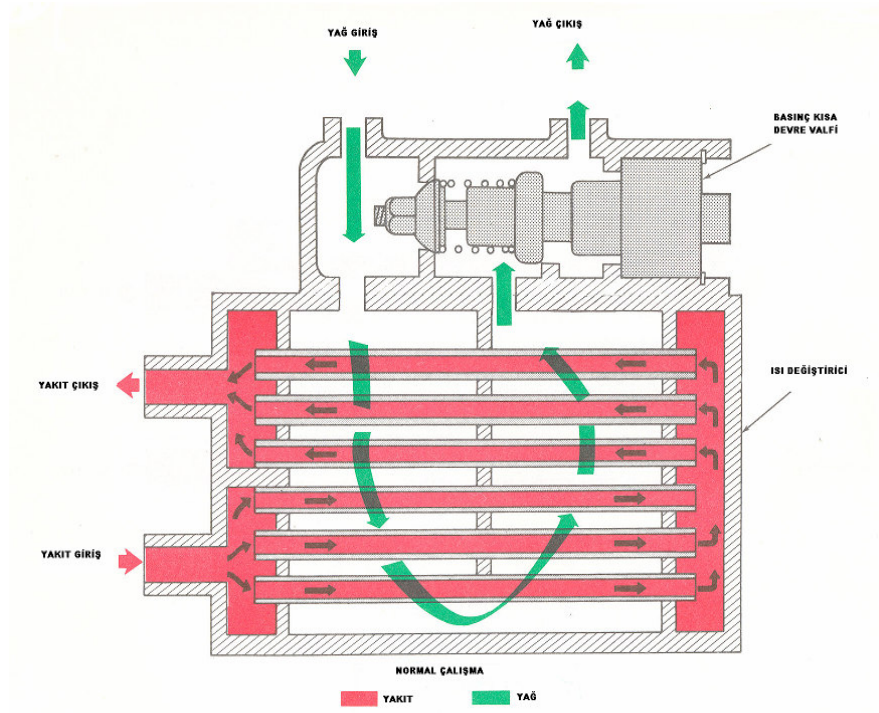 YAĞ GİRİŞ
YAĞ ÇIKIŞ
BASINÇ KISA
DEVRE VALFİ
YAKIT ÇIKIŞ
ISI DEĞİŞTİRİCİ
YAKIT GİRİŞ
NORMAL ÇALIŞMA
YAKIT
YAĞ